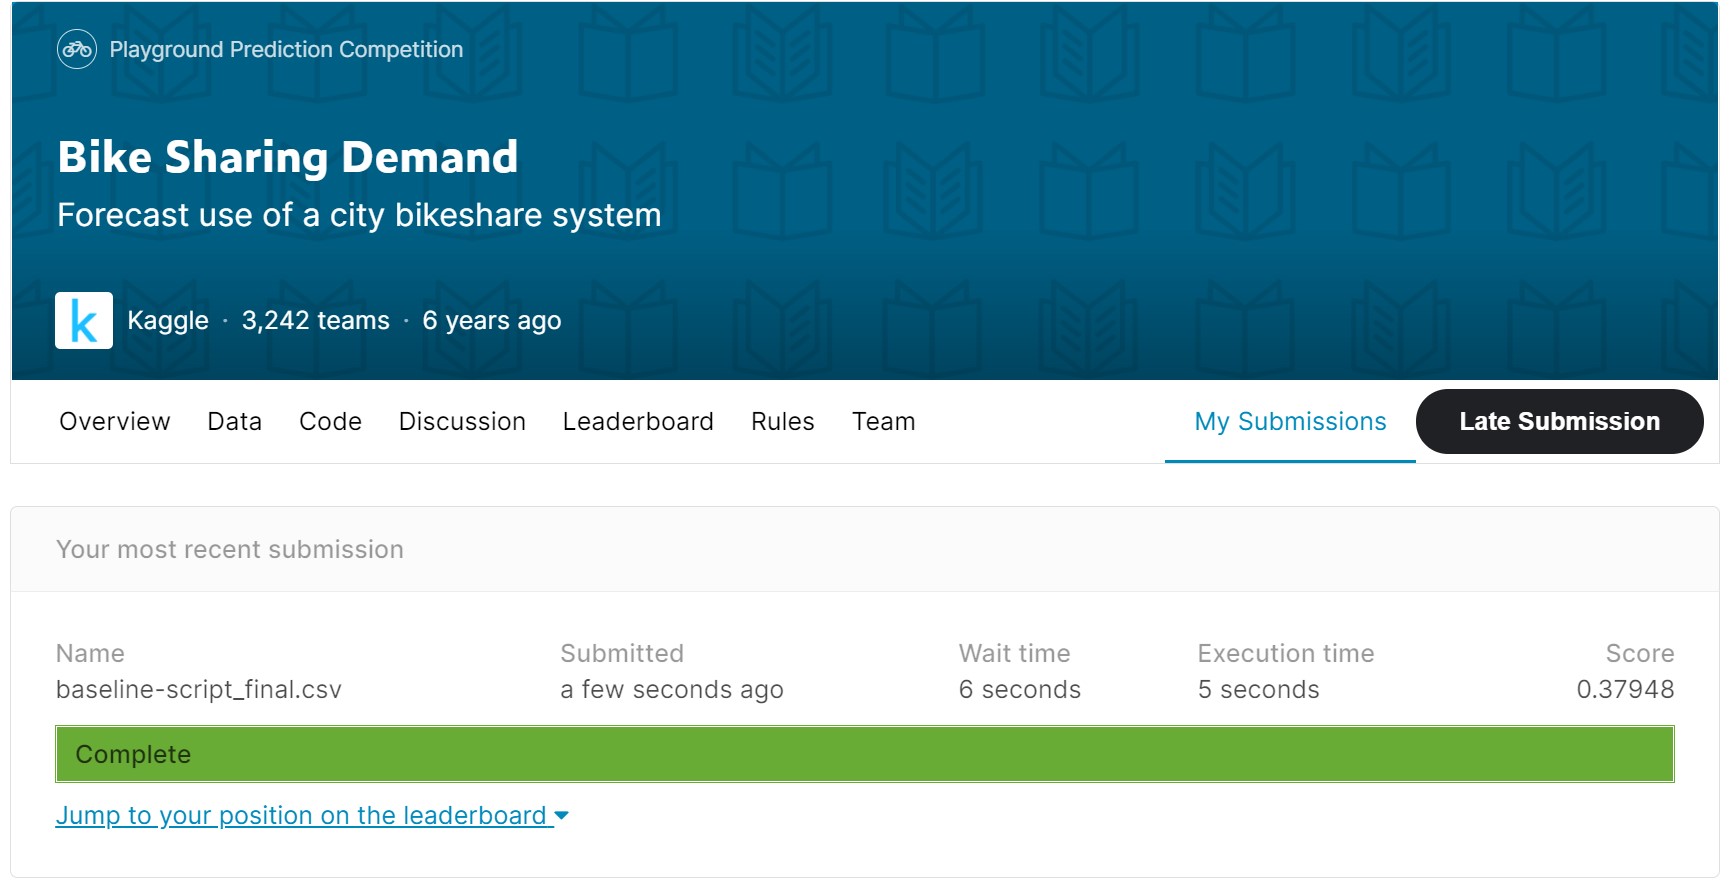 Playground Prediction Competition
Bike Sharing Demand
Forecast use of a city bikeshare system
k Kaggle · 3,242 teams · 6 years ago
Overview Data Code Discussion Leaderboard Rules Team My Submissions Late Submission
Your most recent submission
Name Submitted Wait time Execution time Score
baseline-script_final.csv a few seconds ago 6 seconds 5 seconds 0.37948
Complete
Jump to your position on the leaderboard